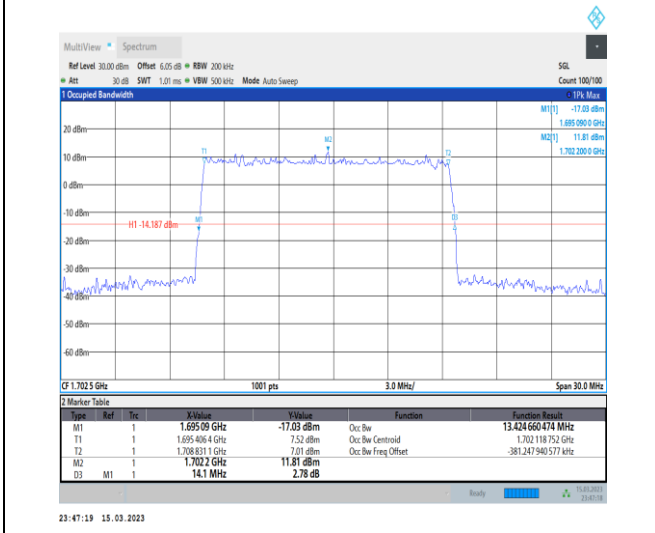 MultiView Spectrum
Ref Level 30.00 dBm Offset 6.05 dB RBW 200 kHz SGL
Att 30 dB SWT 1.01 ms VBW 500 kHz Mode Auto Sweep Count 100/100
1 Occupied Bandwidth 1Pk Max
M1[1] -17.03 dBm
1.695 090 0 GHz
M2[1] 11.81 dBm
1.702 200 0 GHz
20 dBm
M2
T1 T2
10 dBm
0 dBm
-10 dBm
M1 D3
H1 -14.187 dBm
-20 dBm
-30 dBm
-40 dBm
-50 dBm
-60 dBm
CF 1.702 5 GHz 1001 pts 3.0 MHz/ Span 30.0 MHz
2 Marker Table
Type Ref Trc X-Value Y-Value Function Function Result
M1 1 1.695 09 GHz -17.03 dBm Occ Bw 13.424 660 474 MHz
T1 1 1.695 406 4 GHz 7.52 dBm Occ Bw Centroid 1.702 118 752 GHz
T2 1 1.708 831 1 GHz 7.01 dBm Occ Bw Freq Offset -381.247 940 577 kHz
M2 1 1.702 2 GHz 11.81 dBm
D3 M1 1 14.1 MHz 2.78 dB
Ready 15.03.2023
23:47:18
23:47:19 15.03.2023